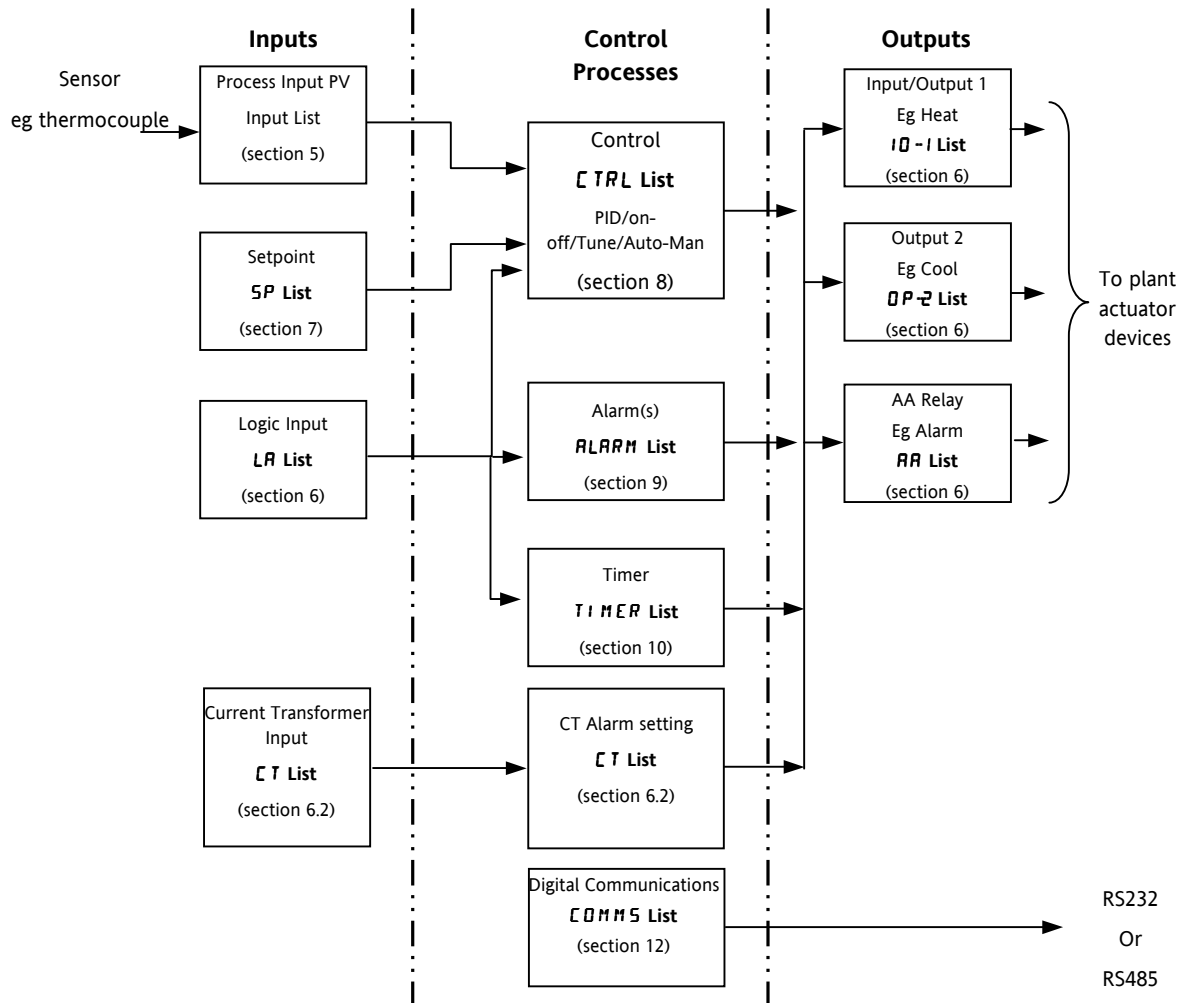 Inputs
Control
Processes
Outputs
Sensor
eg thermocouple
Process Input PV
Input List
(section 5)
Setpoint
SP List
(section 7)
Logic Input
LA List
(section 6)
Current Transformer
Input
CT List
(section 6.2)
Control
CTRL List
PID/on-
off/Tune/Auto-Man
(section 8)
Alarm(s)
ALARM List
(section 9)
Timer
TIMER List
(section 10)
CT Alarm setting
CT List
(section 6.2)
Digital Communications
COMMS List
(section 12)
Input/Output 1
Eg Heat
IO-1 List
(section 6)
Output 2
Eg Cool
OP-2 List
(section 6)
AA Relay
Eg Alarm
AA List
(section 6)
To plant
actuator
devices
RS232
Or
RS485